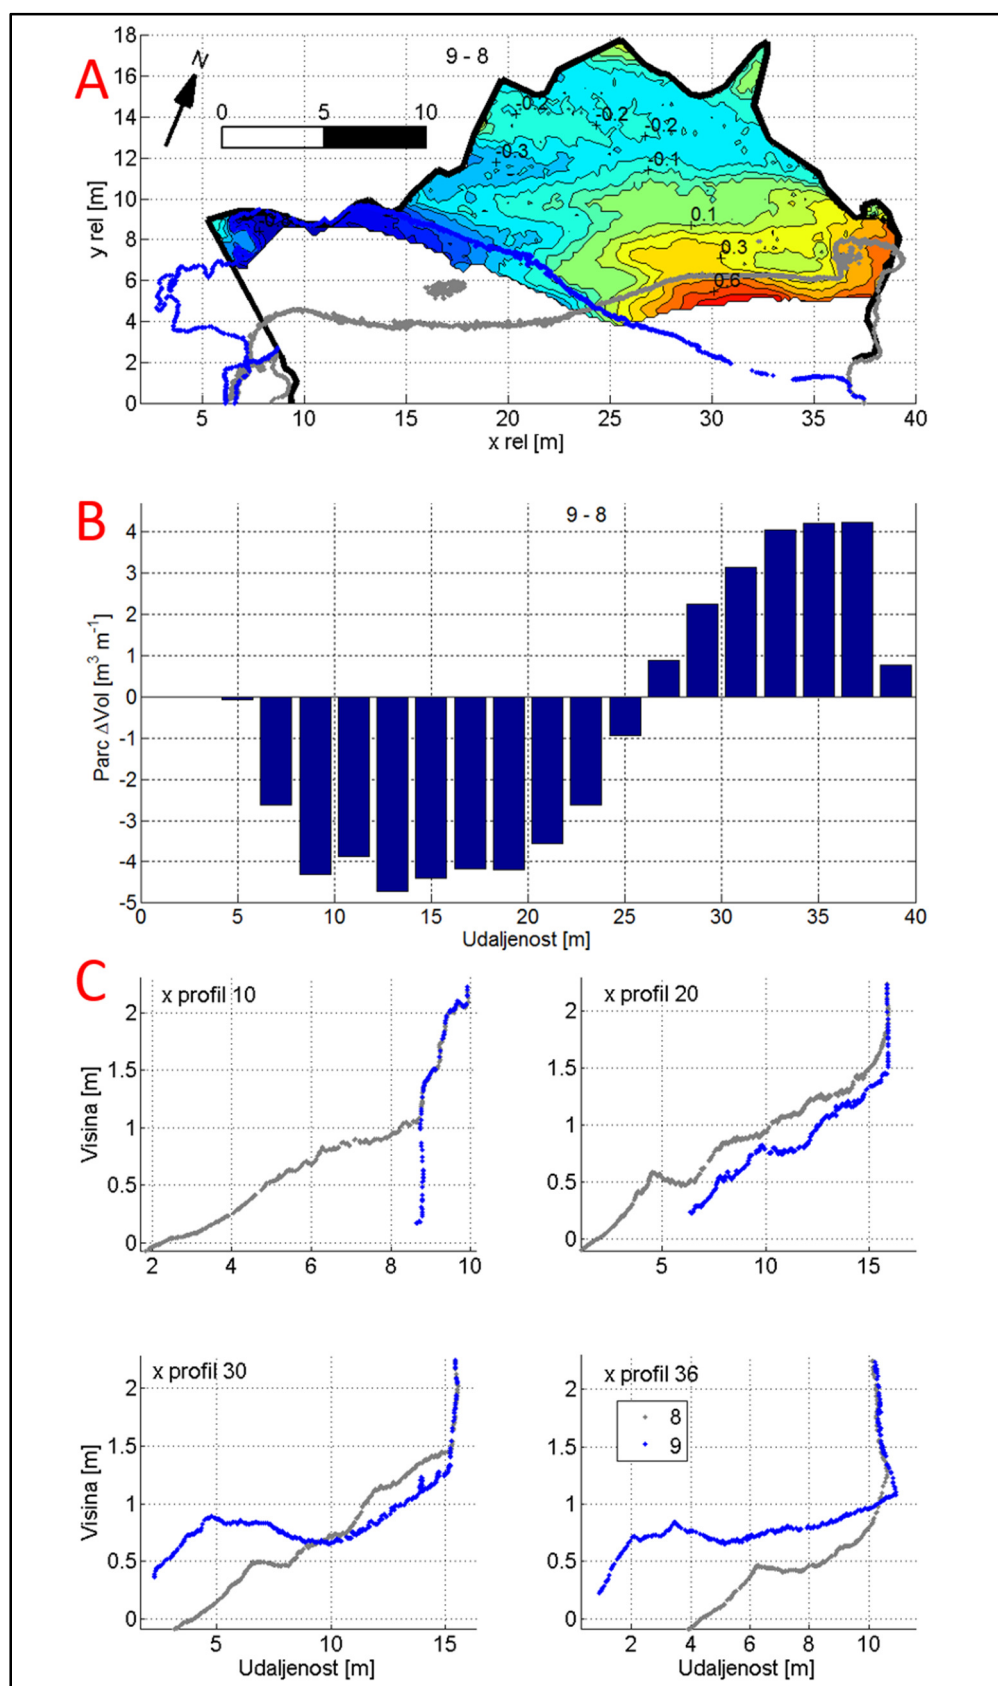 A
9 - 8
N
0 5 10
-0.2
-0.2
-0.2
-0.3
-0.1
0.1
0.3
0.6
y rel [m]
18
16
14
12
10
8
6
4
2
0
5 10 15 20 25 30 35 40
x rel [m]
B
9 - 8
Parc ΔVol [m³ m⁻¹]
4
3
2
1
0
-1
-2
-3
-4
-5
0 5 10 15 20 25 30 35 40
Udaljenost [m]
C
x profil 10
Visina [m]
2
1.5
1
0.5
0
2 4 6 8 10
x profil 20
2
1.5
1
0.5
0
5 10 15
x profil 30
Visina [m]
2
1.5
1
0.5
0
5 10 15
Udaljenost [m]
x profil 36
8
9
2
1.5
1
0.5
0
2 4 6 8 10
Udaljenost [m]